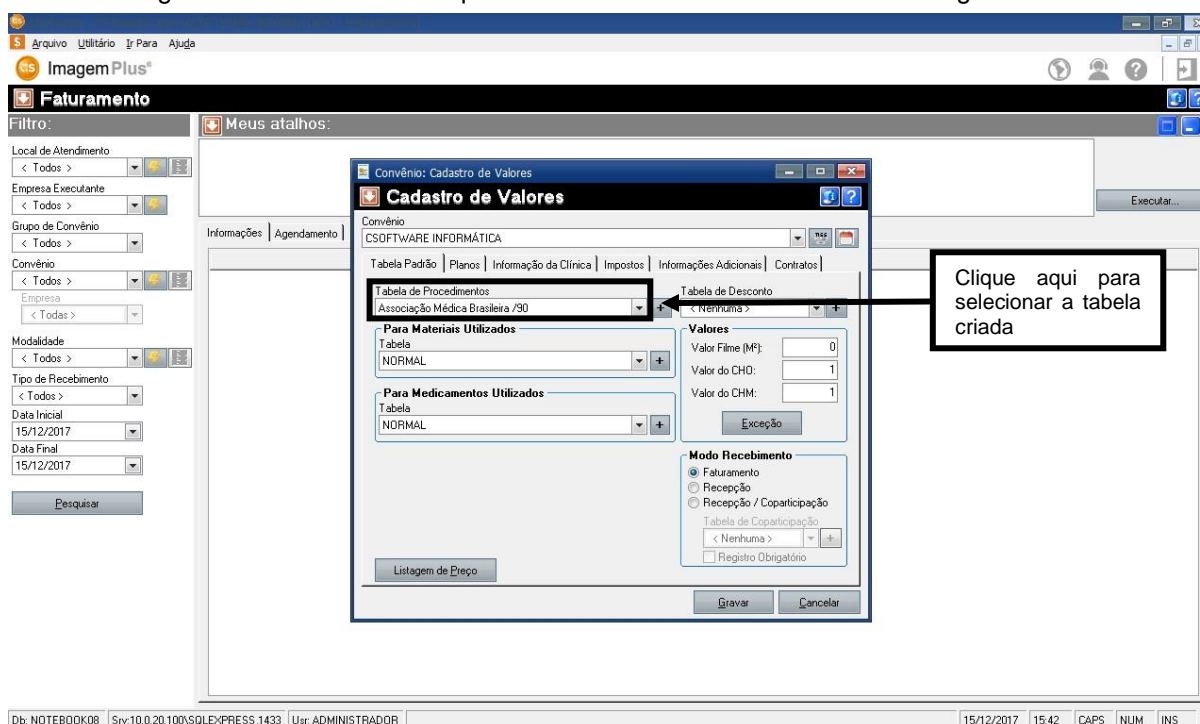 Arquivo Utilitário Ir Para Ajuda
ImagemPlus®
Faturamento
Filtro:
Meus atalhos:
Local de Atendimento
< Todos >
Empresa Executante
< Todos >
Grupo de Convênio
< Todos >
Convênio
< Todos >
Empresa
< Todas >
Modalidade
< Todos >
Tipo de Recebimento
< Todos >
Data Inicial
15/12/2017
Data Final
15/12/2017
Pesquisar
Executar...
Informações Agendamento
Convênio: Cadastro de Valores
Cadastro de Valores
Convênio
CSOFTWARE INFORMÁTICA
Tabela Padrão Planos Informação da Clínica Impostos Informações Adicionais Contratos
Tabela de Procedimentos
Associação Médica Brasileira /90
Tabela de Desconto
< Nenhuma >
Para Materiais Utilizados
Tabela
NORMAL
Para Medicamentos Utilizados
Tabela
NORMAL
Valores
Valor Filme (M²): 0
Valor do CHO: 1
Valor do CHM: 1
Exceção
Modo Recebimento
Faturamento
Recepção
Recepção / Coparticipação
Tabela de Coparticipação
< Nenhuma >
Registro Obrigatório
Listagem de Preço
Gravar Cancelar
Clique aqui para
selecionar a tabela
criada
Db: NOTEBOOK08 Srv:10.0.20.100\SQLEXPRESS,1433 Usr: ADMINISTRADOR 15/12/2017 15:42 CAPS NUM INS